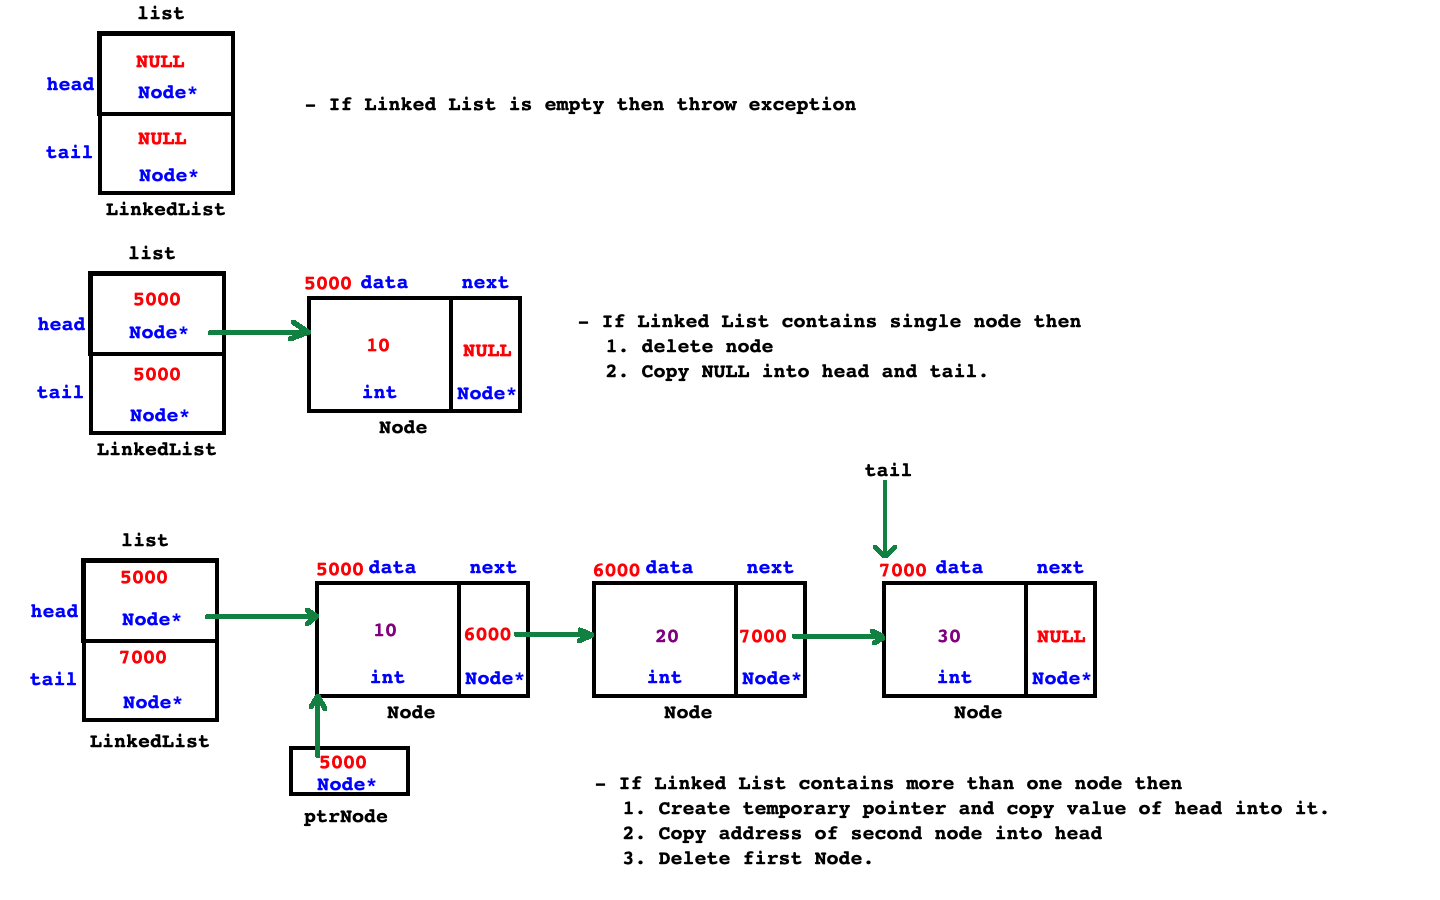 list
NULL
head
Node*
- If Linked List is empty then throw exception
NULL
tail
Node*
LinkedList
list
5000 data next
5000
head
Node*
10
NULL
5000
tail
int
Node*
Node*
Node
LinkedList
- If Linked List contains single node then
1. delete node
2. Copy NULL into head and tail.
tail
list
5000 data next
6000 data next
7000 data next
5000
head
Node*
10
6000
20
7000
30
NULL
7000
tail
Node*
int
Node*
int
Node*
int
Node*
Node
Node
Node
LinkedList
5000
Node*
ptrNode
- If Linked List contains more than one node then
1. Create temporary pointer and copy value of head into it.
2. Copy address of second node into head
3. Delete first Node.